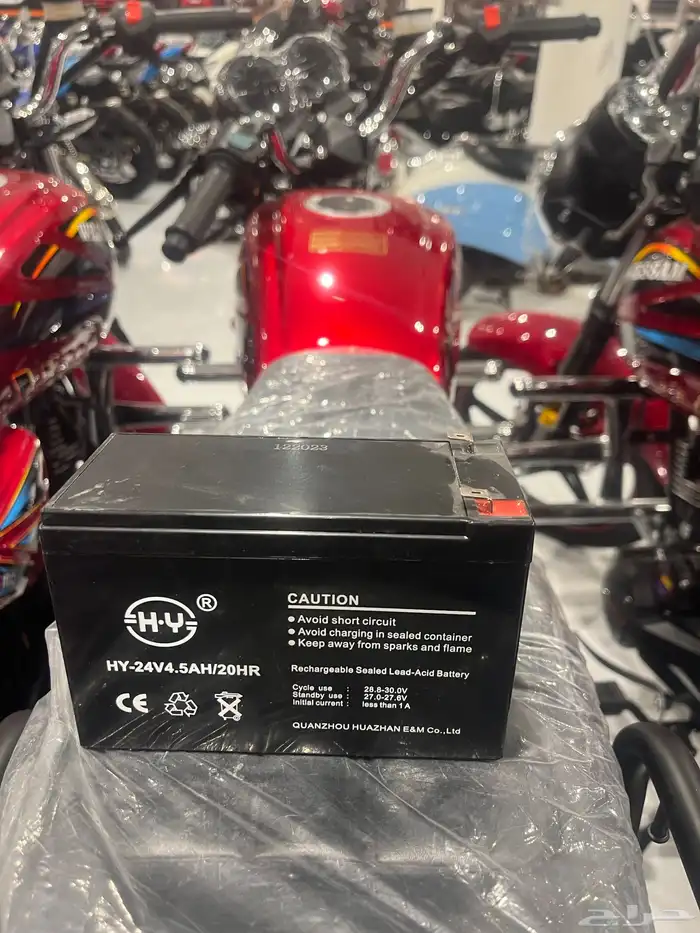 122023
H-Y®
HY-24V4.5AH/20HR
CE
CAUTION
● Avoid short circuit
● Avoid charging in sealed container
● Keep away from sparks and flame
Rechargeable Sealed Lead-Acid Battery
Cycle use : 28.8-30.0V
Standby use : 27.0-27.6V
Initial current : less than 1 A
QUANZHOU HUAZHAN E&M Co.,Ltd
حراج